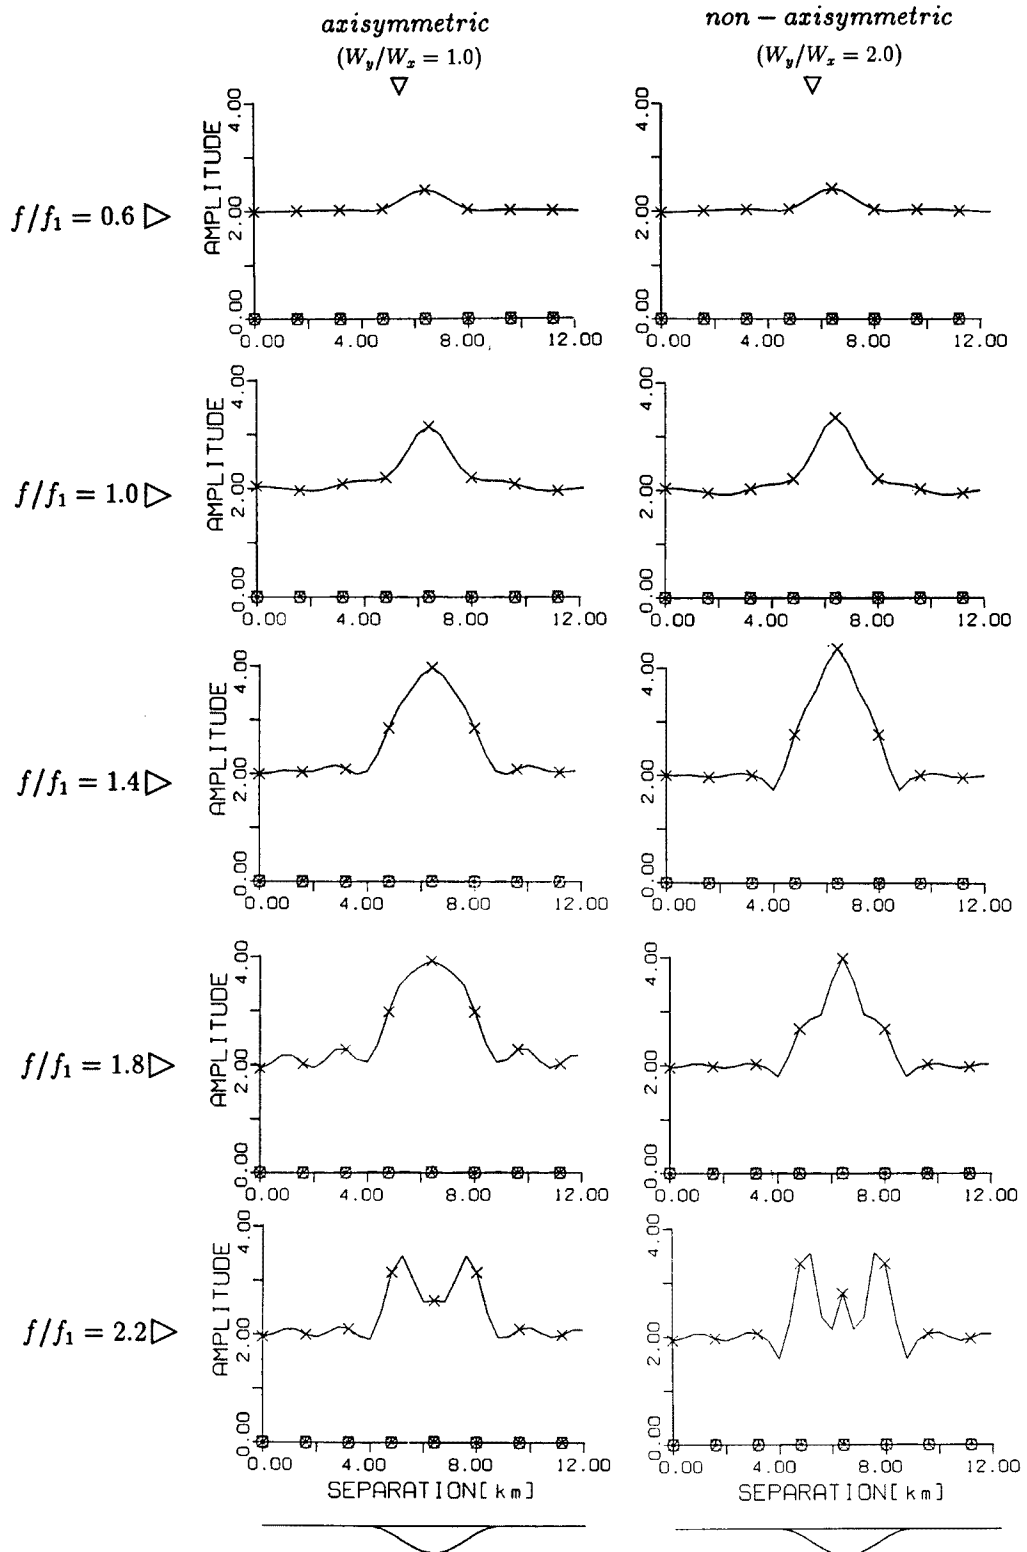 axisymmetric
(W_y/W_x = 1.0)
non – axisymmetric
(W_y/W_x = 2.0)
f/f_1 = 0.6
AMPLITUDE
0.00 2.00 4.00
0.00 4.00 8.00 12.00
0.00 2.00 4.00
0.00 4.00 8.00 12.00
f/f_1 = 1.0
AMPLITUDE
0.00 2.00 4.00
0.00 4.00 8.00 12.00
AMPLITUDE
0.00 2.00 4.00
0.00 4.00 8.00 12.00
f/f_1 = 1.4
AMPLITUDE
0.00 2.00 4.00
0.00 4.00 8.00 12.00
AMPLITUDE
0.00 2.00 4.00
0.00 4.00 8.00 12.00
f/f_1 = 1.8
AMPLITUDE
0.00 2.00 4.00
0.00 4.00 8.00 12.00
0.00 2.00 4.00
0.00 4.00 8.00 12.00
f/f_1 = 2.2
AMPLITUDE
0.00 2.00 4.00
0.00 4.00 8.00 12.00
SEPARATION[km]
0.00 2.00 4.00
0.00 4.00 8.00 12.00
SEPARATION[km]